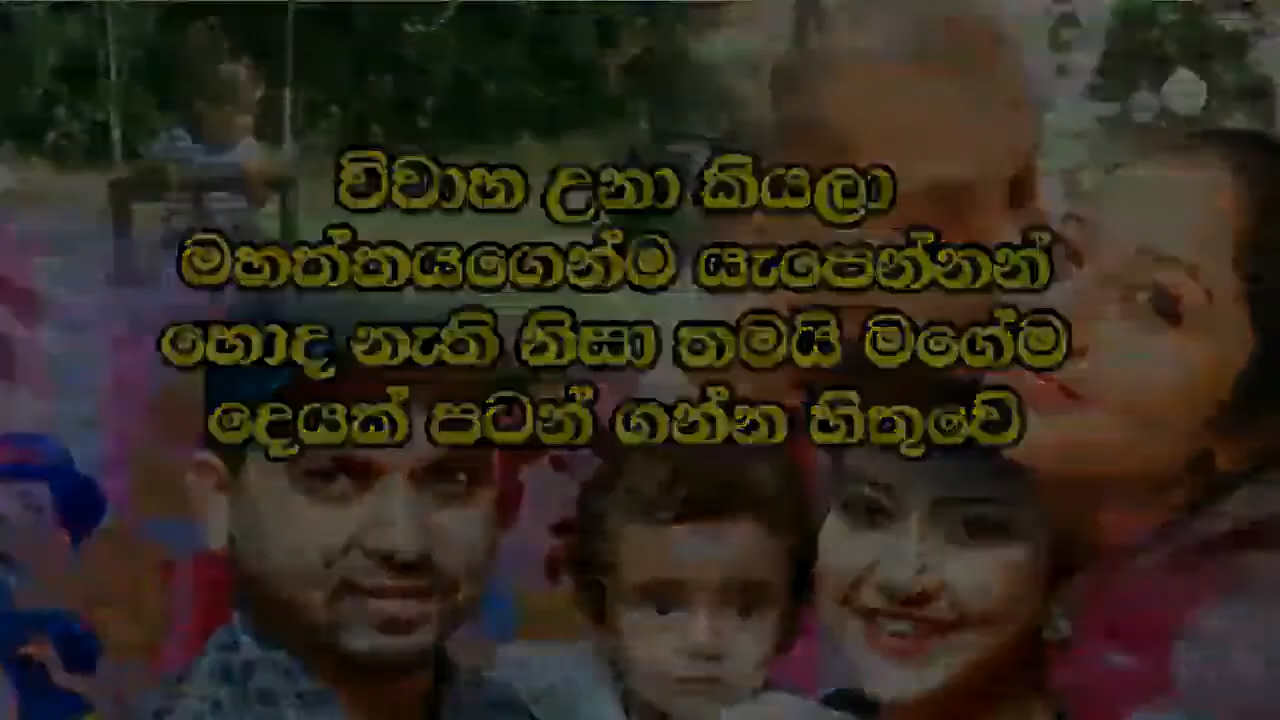 විවාහ උනා කියලා
මහත්තයගෙන්ම යැපෙන්නන්
හොද නැති නිසා තමයි මගේම
දෙයක් පටන් ගන්න හිතුවේ